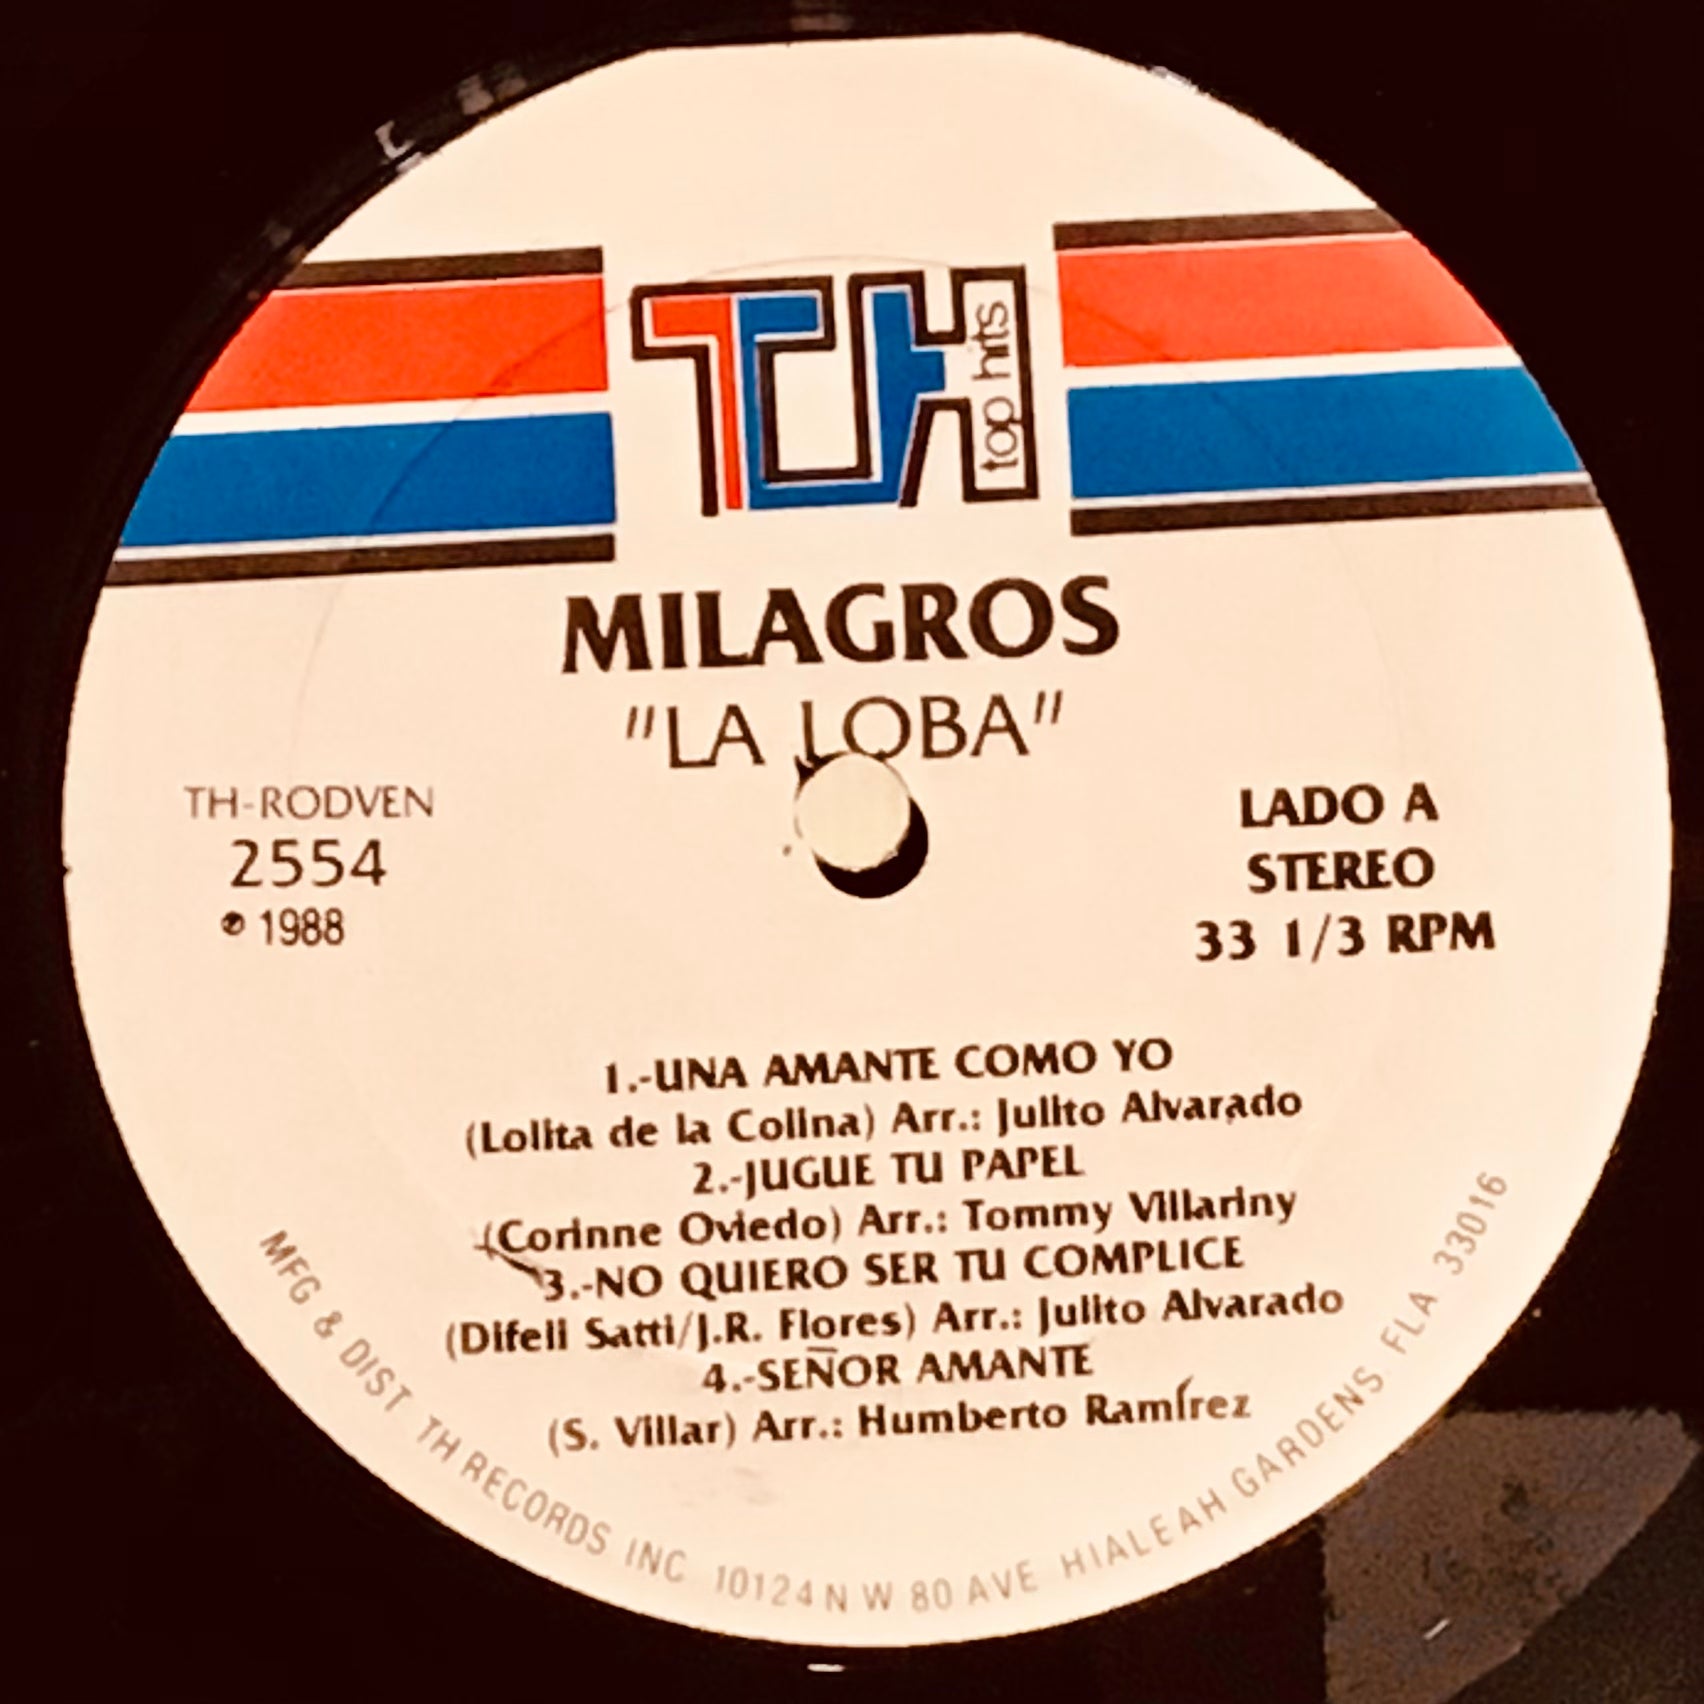 TH
top hits
MILAGROS
"LA LOBA"
TH-RODVEN
2554
℗ 1988
LADO A
STEREO
33 1/3 RPM
1.-UNA AMANTE COMO YO
(Lolita de la Colina) Arr.: Julito Alvarado
2.-JUGUE TU PAPEL
(Corinne Oviedo) Arr.: Tommy Villariny
3.-NO QUIERO SER TU COMPLICE
(Difeli Satti/J.R. Flores) Arr.: Julito Alvarado
4.-SEÑOR AMANTE
(S. Villar) Arr.: Humberto Ramírez
MFG & DIST TH RECORDS INC 10124 N W 80 AVE HIALEAH GARDENS FLA 33016